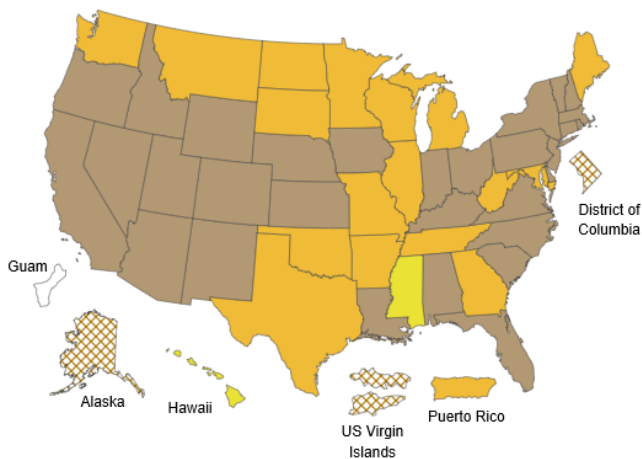 District of
Columbia
Guam
Alaska
Hawaii
US Virgin
Islands
Puerto Rico